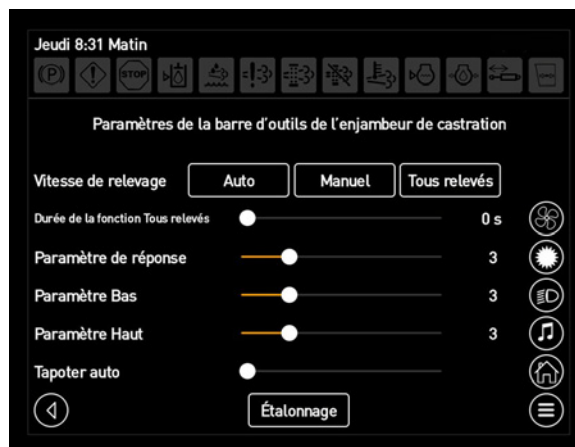 Jeudi 8:31 Matin
(P) STOP
Paramètres de la barre d'outils de l'enjambeur de castration
Vitesse de relevage Auto Manuel Tous relevés
Durée de la fonction Tous relevés 0 s
Paramètre de réponse 3
Paramètre Bas 3
Paramètre Haut 3
Tapoter auto
Étalonnage